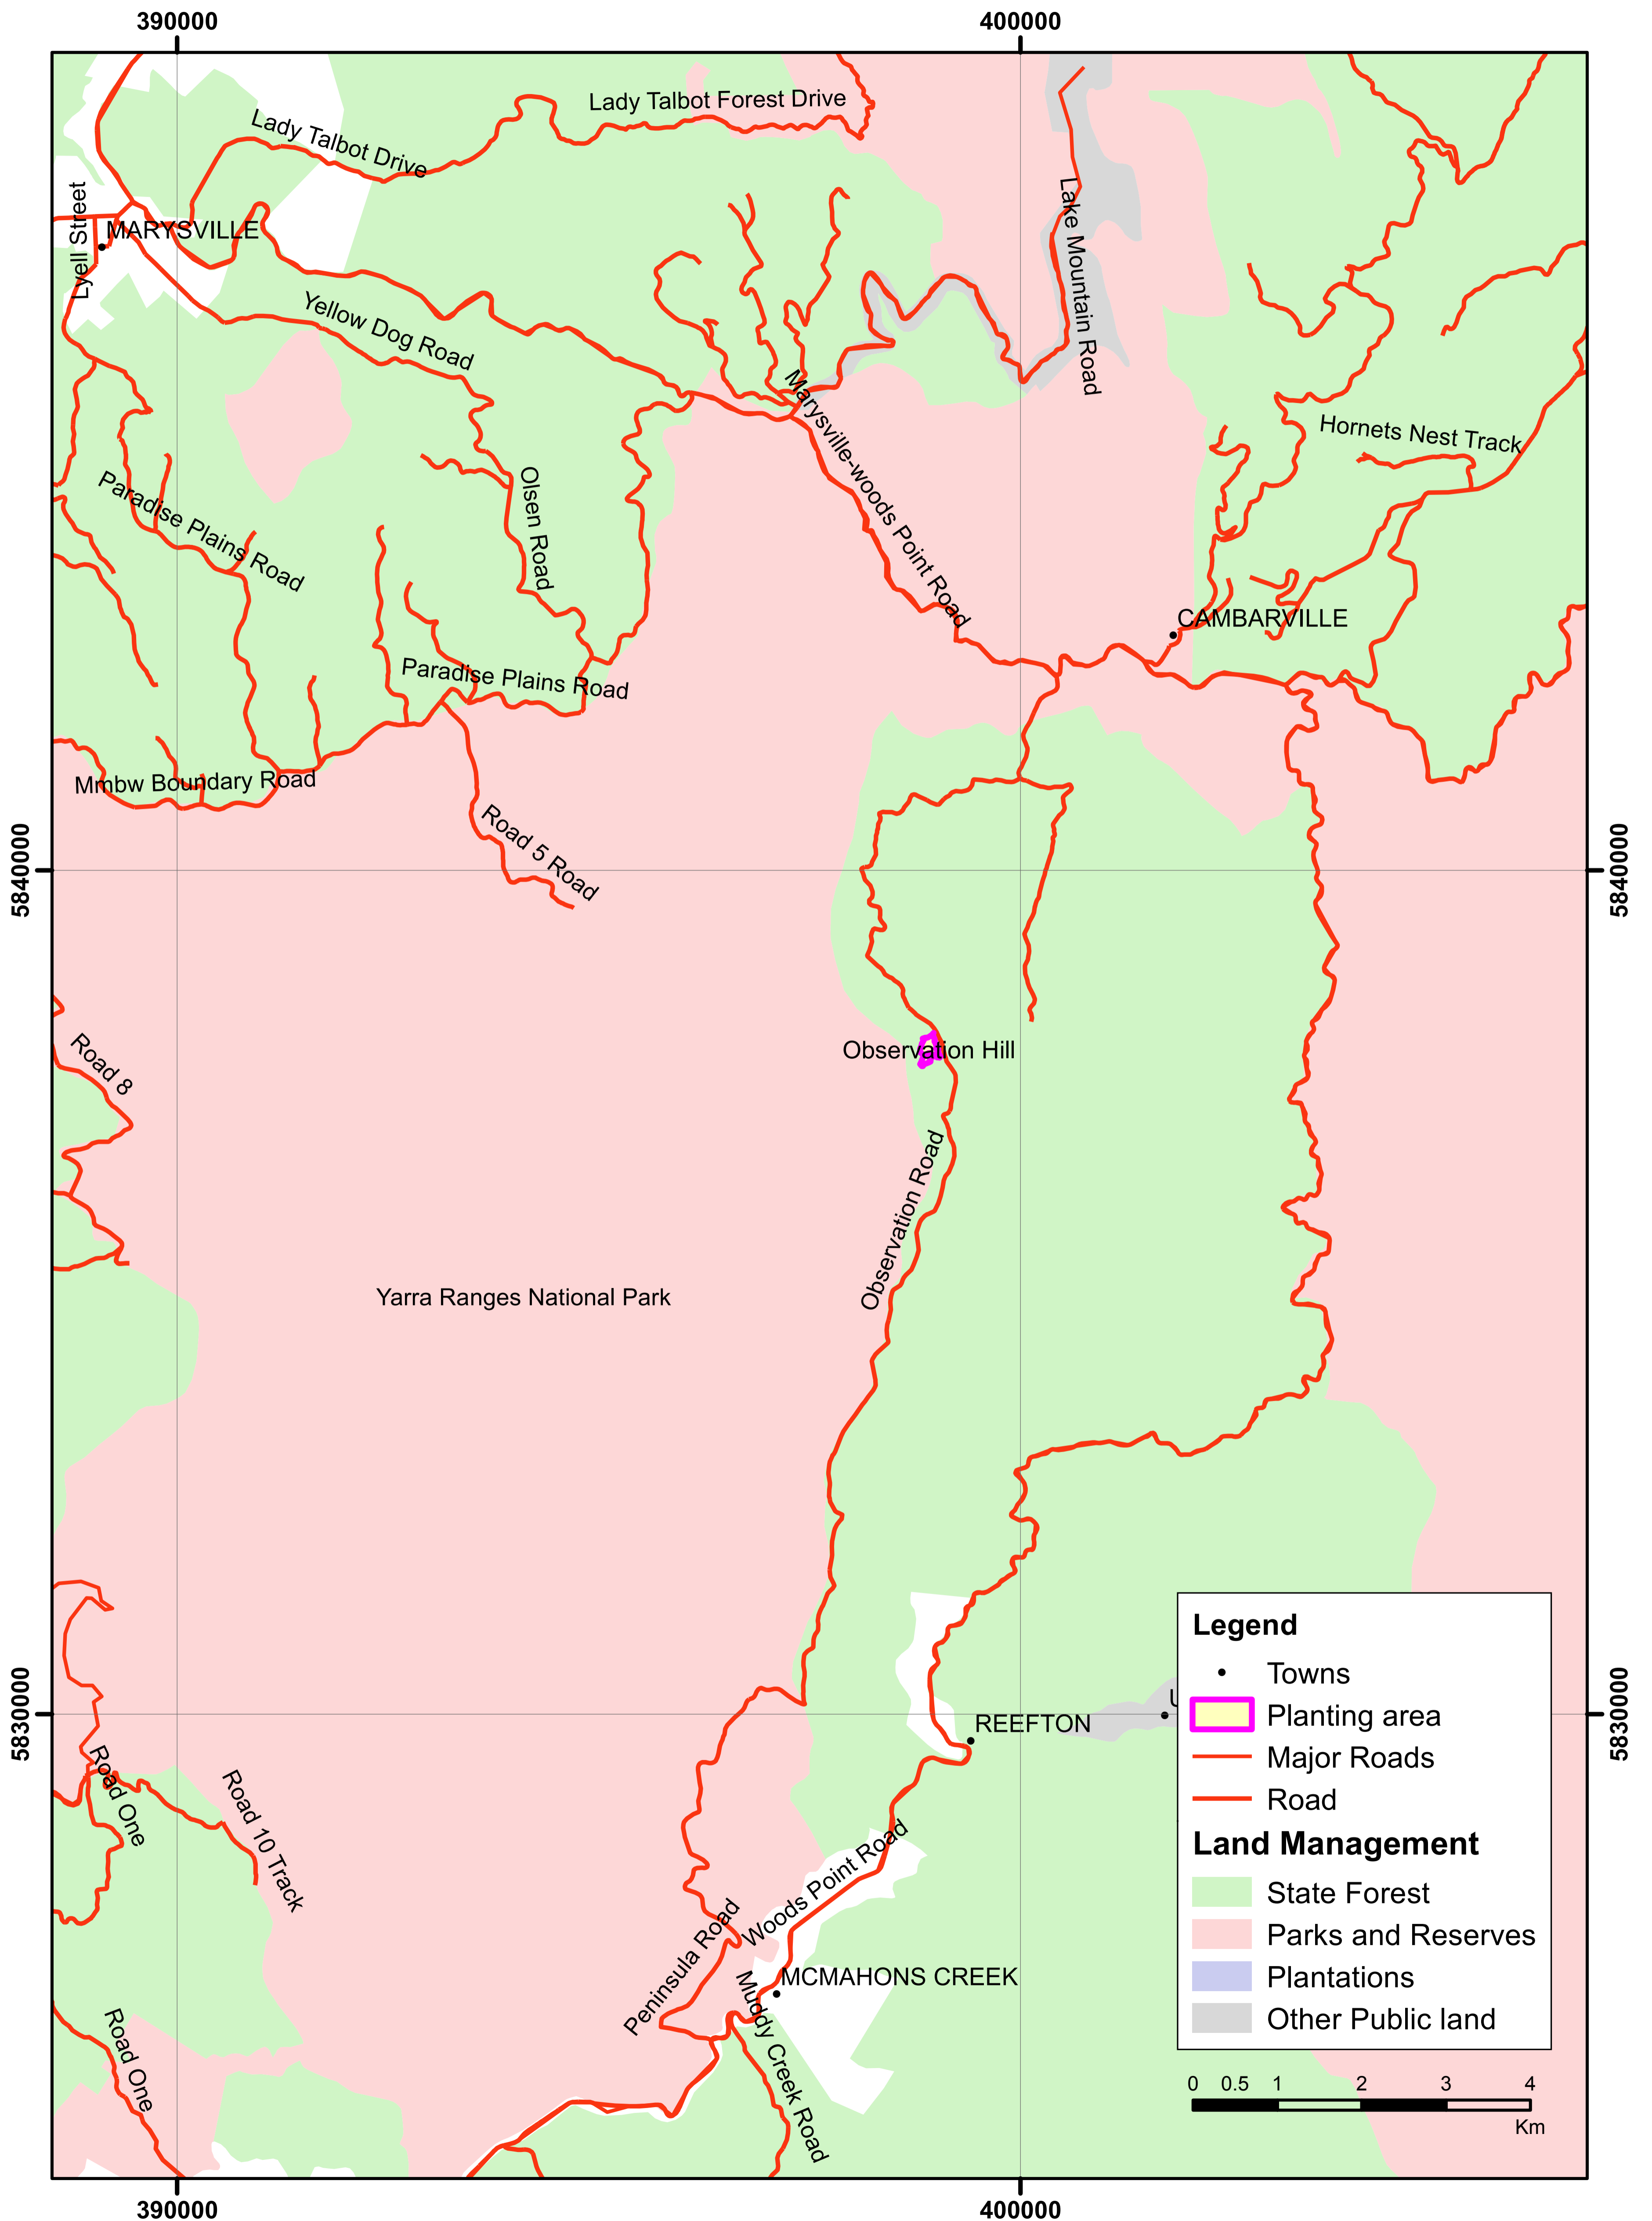 390000
400000
Lady Talbot Forest Drive
Lady Talbot Drive
Lyell Street
MARYSVILLE
Lake Mountain Road
Yellow Dog Road
Marysville-woods Point Road
Hornets Nest Track
Olsen Road
Paradise Plains Road
CAMBARVILLE
Paradise Plains Road
Mmbw Boundary Road
Road 5 Road
5840000
5840000
Road 8
Observation Hill
Observation Road
Yarra Ranges National Park
5830000
5830000
REEFTON
Road One
Road 10 Track
Woods Point Road
Peninsula Road
MCMAHONS CREEK
Muddy Creek Road
Road One
Legend
Towns
Planting area
Major Roads
Road
Land Management
State Forest
Parks and Reserves
Plantations
Other Public land
0 0.5 1 2 3 4
Km
390000
400000